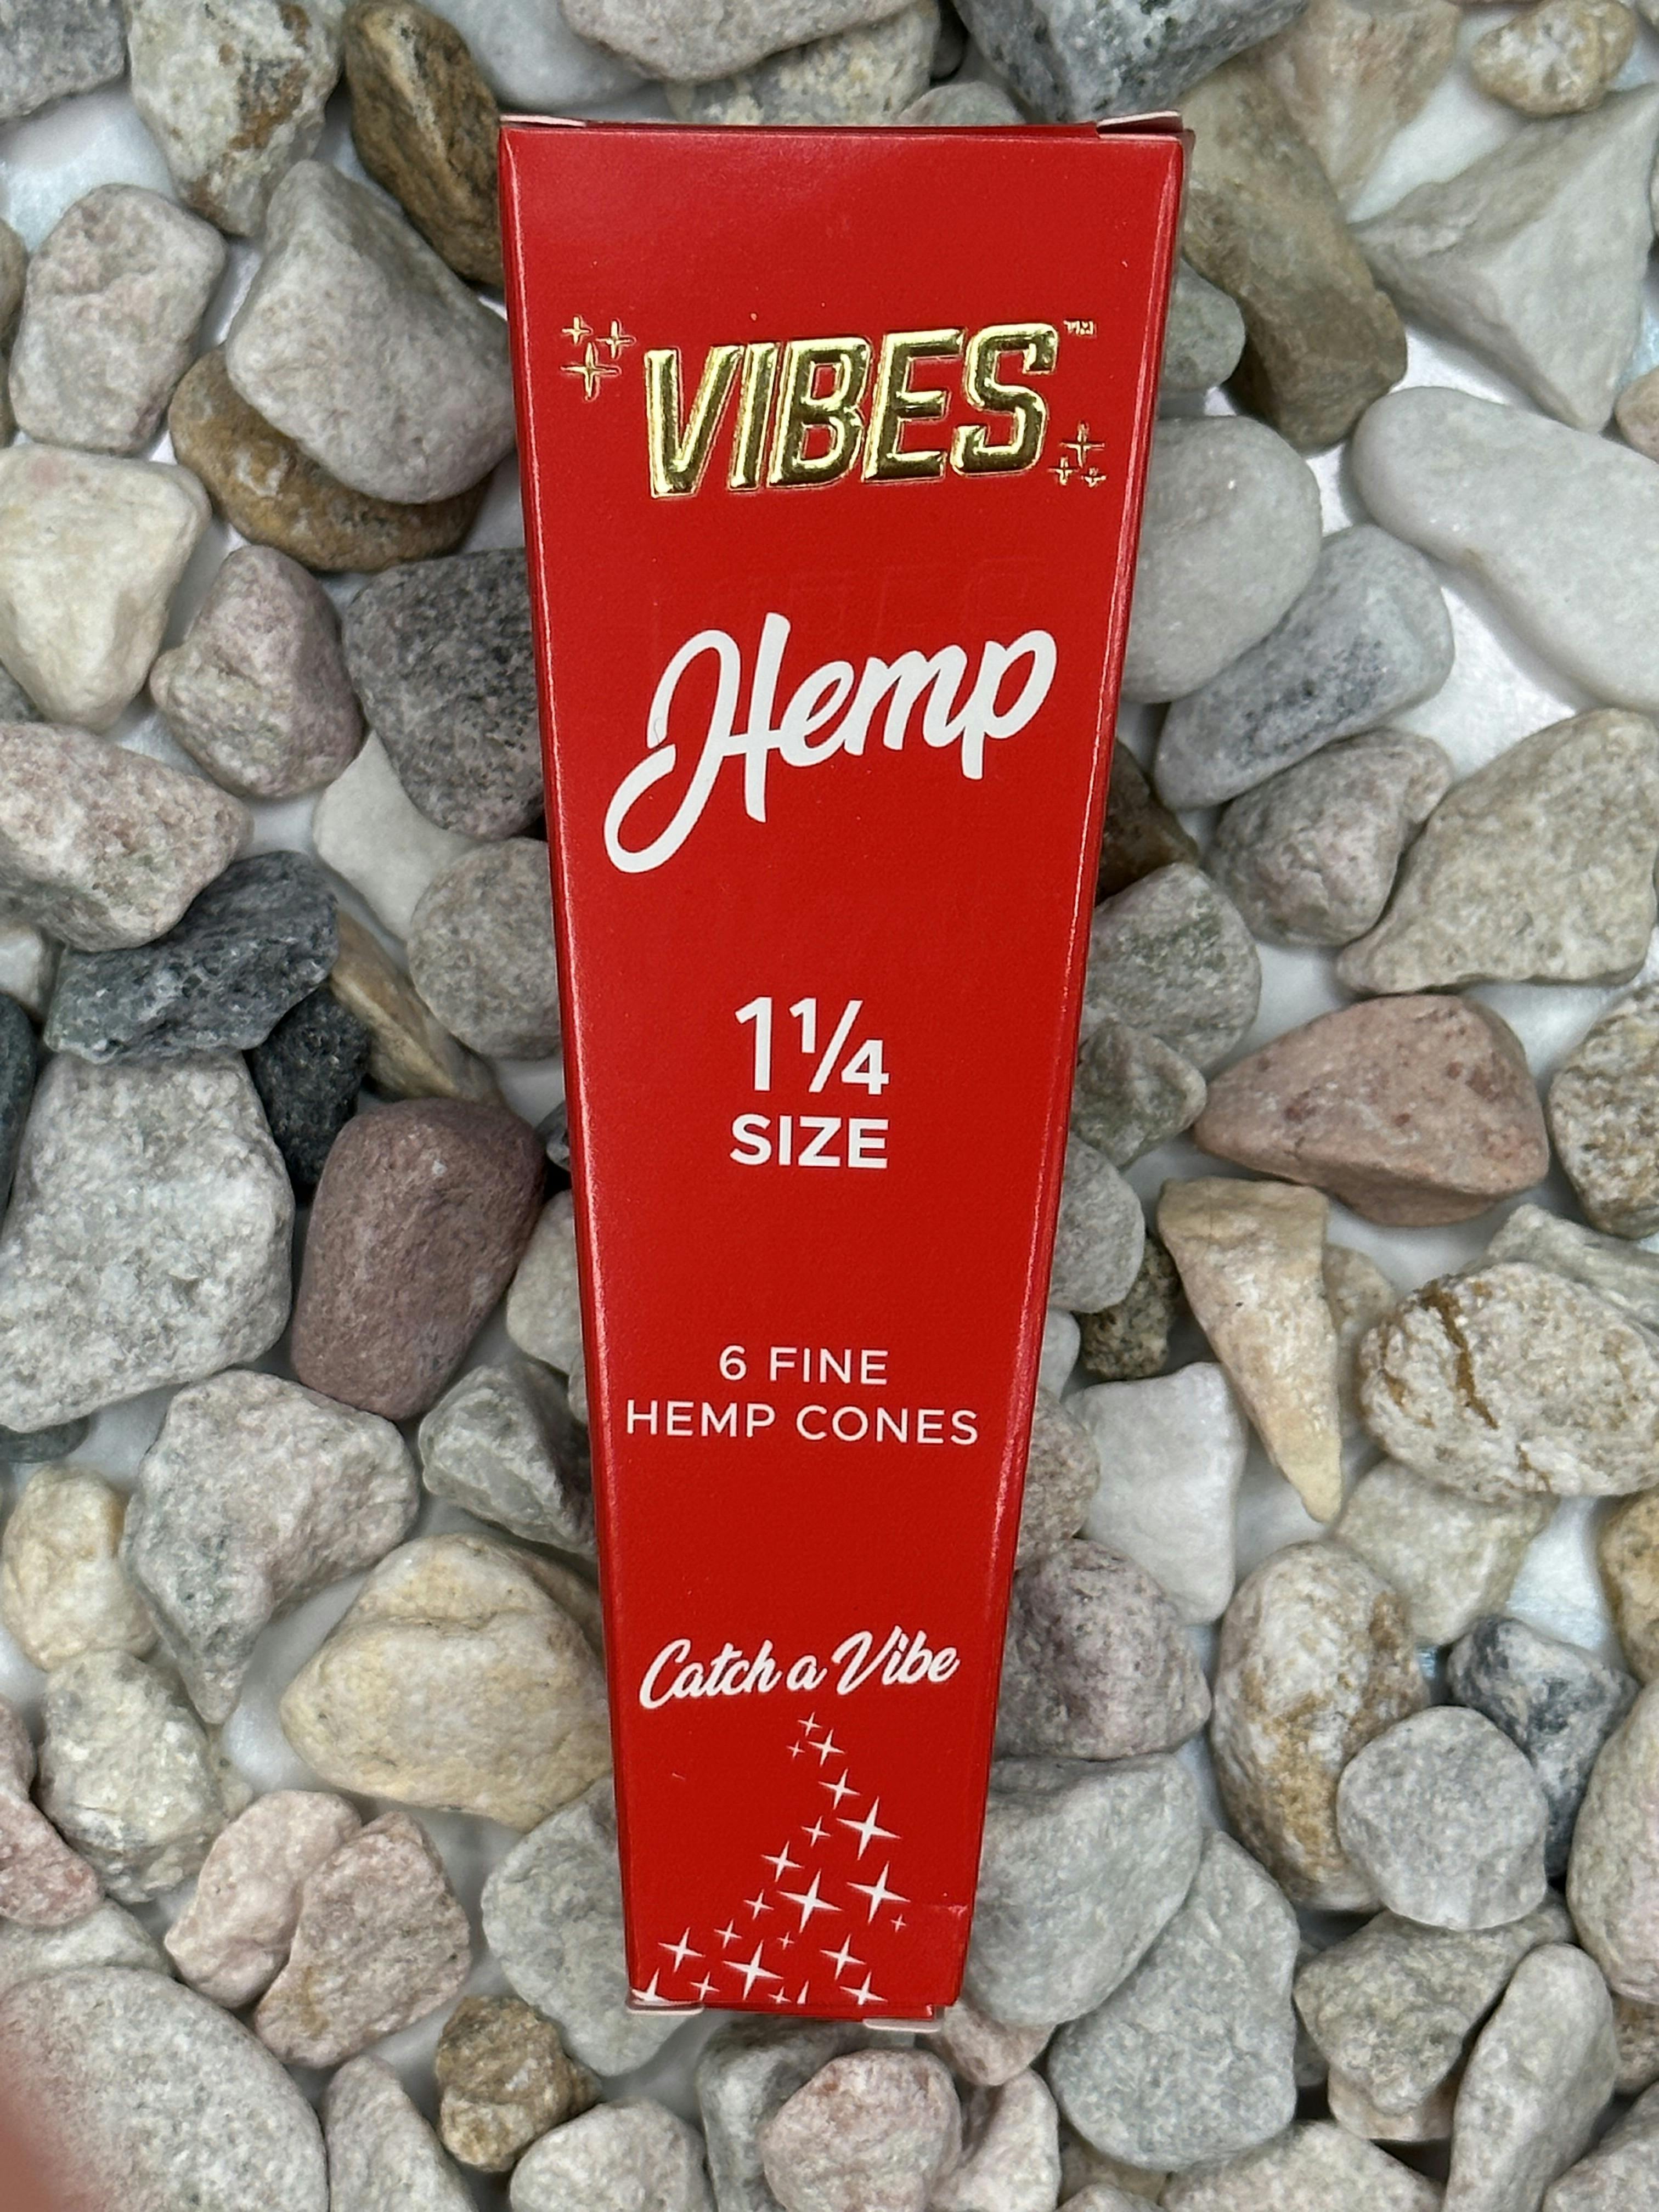 VIBES™
Hemp
1¼
SIZE
6 FINE
HEMP CONES
Catch a Vibe